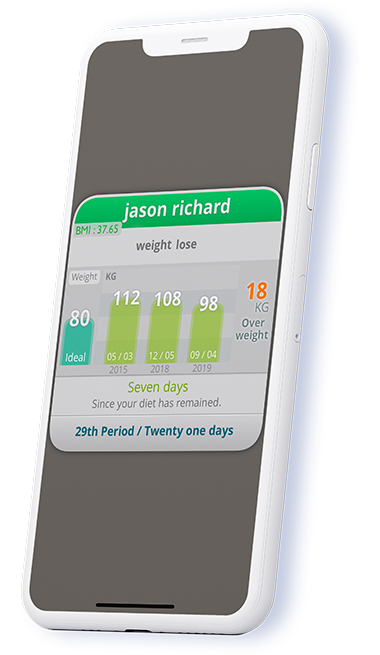 jason richard
BMI : 37.65
weight lose
Weight KG
80 112 108 98 18
KG
Over
weight
Ideal 05 / 03 12 / 05 09 / 04
2015 2018 2019
Seven days
Since your diet has remained.
29th Period / Twenty one days